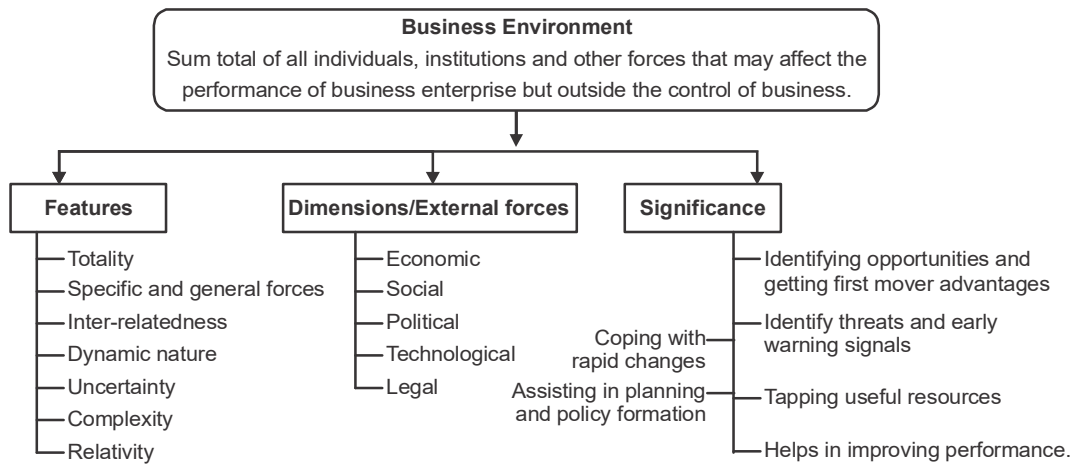 Business Environment
Sum total of all individuals, institutions and other forces that may affect the
performance of business enterprise but outside the control of business.
Features
Totality
Specific and general forces
Inter-relatedness
Dynamic nature
Uncertainty
Complexity
Relativity
Dimensions/External forces
Economic
Social
Political
Technological
Legal
Significance
Identifying opportunities and
getting first mover advantages
Identify threats and early
warning signals
Coping with
rapid changes
Assisting in planning
and policy formation
Tapping useful resources
Helps in improving performance.